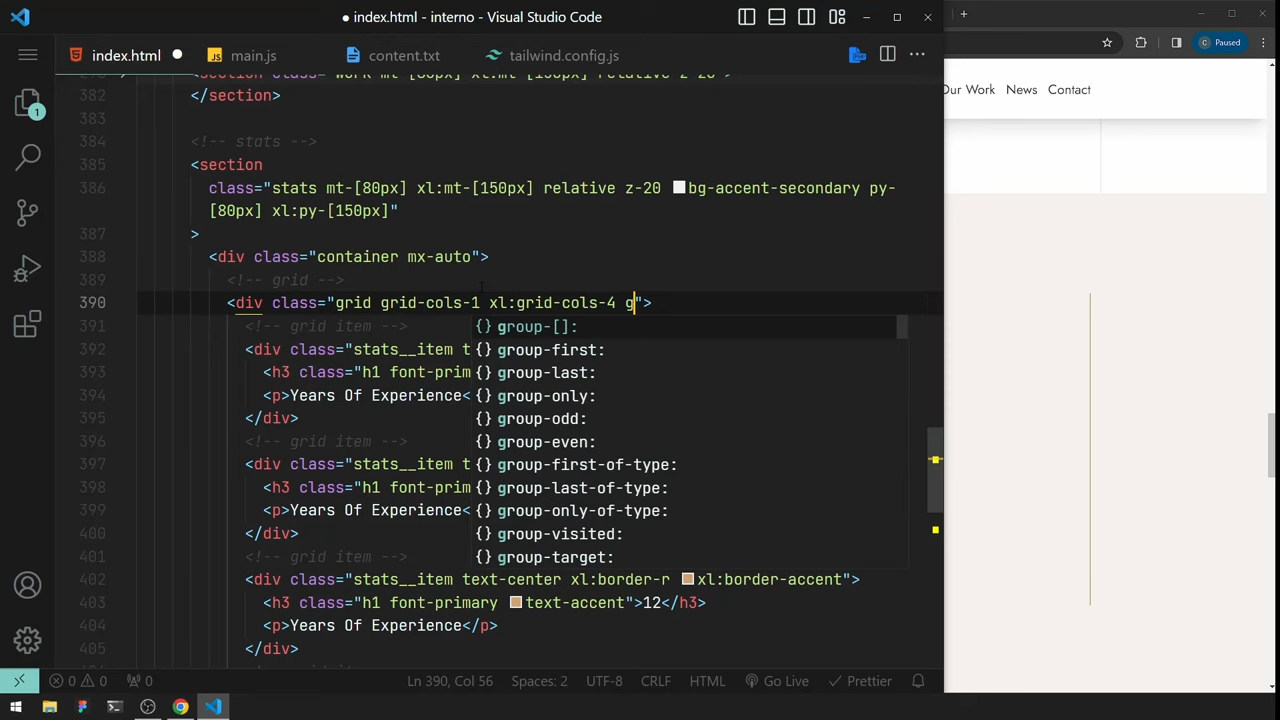 ● index.html - interno - Visual Studio Code
index.html ●
main.js
content.txt
tailwind.config.js
C Paused
Our Work News Contact
1
382 </section>
383
384 <!-- stats -->
385 <section
386 class="stats mt-[80px] xl:mt-[150px] relative z-20 bg-accent-secondary py-
[80px] xl:py-[150px]"
387 >
388 <div class="container mx-auto">
389 <!-- grid -->
390 <div class="grid grid-cols-1 xl:grid-cols-4 g">
391 <!-- grid item -->
{} group-[]:
392 <div class="stats__item t
{} group-first:
393 <h3 class="h1 font-prim
{} group-last:
394 <p>Years Of Experience<
{} group-only:
395 </div>
{} group-odd:
396 <!-- grid item -->
{} group-even:
397 <div class="stats__item t
{} group-first-of-type:
398 <h3 class="h1 font-prim
{} group-last-of-type:
399 <p>Years Of Experience<
{} group-only-of-type:
400 </div>
{} group-visited:
401 <!-- grid item -->
{} group-target:
402 <div class="stats__item text-center xl:border-r xl:border-accent">
403 <h3 class="h1 font-primary text-accent">12</h3>
404 <p>Years Of Experience</p>
405 </div>
0 0 0 Ln 390, Col 56 Spaces: 2 UTF-8 CRLF HTML Go Live Prettier